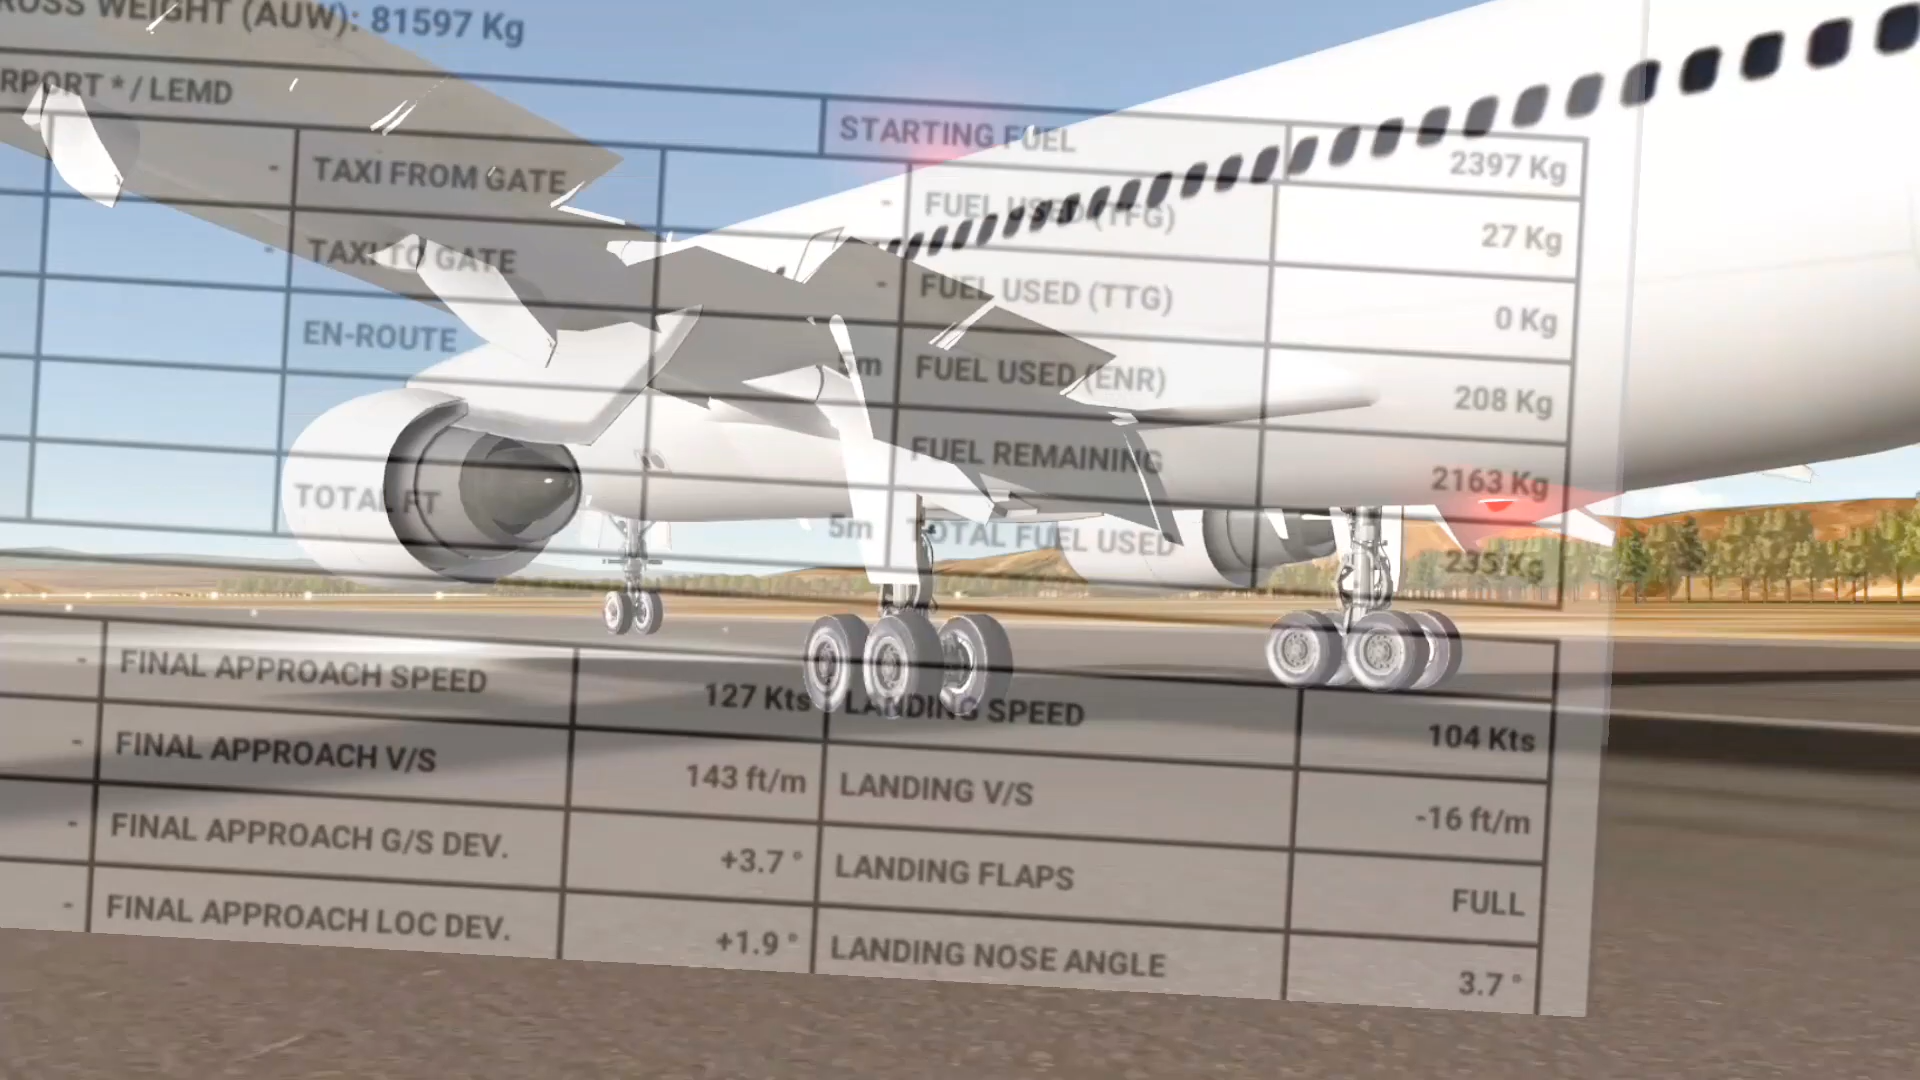 ROSS WEIGHT (AUW): 81597 Kg
RPORT * / LEMD
STARTING FUEL 2397 Kg
- TAXI FROM GATE - FUEL USED (TFG) 27 Kg
- TAXI TO GATE - FUEL USED (TTG) 0 Kg
EN-ROUTE 5m FUEL USED (ENR) 208 Kg
FUEL REMAINING 2163 Kg
TOTAL FT 5m TOTAL FUEL USED 235 Kg
- FINAL APPROACH SPEED 127 Kts LANDING SPEED 104 Kts
- FINAL APPROACH V/S 143 ft/m LANDING V/S -16 ft/m
- FINAL APPROACH G/S DEV. +3.7 ° LANDING FLAPS FULL
- FINAL APPROACH LOC DEV. +1.9 ° LANDING NOSE ANGLE 3.7 °